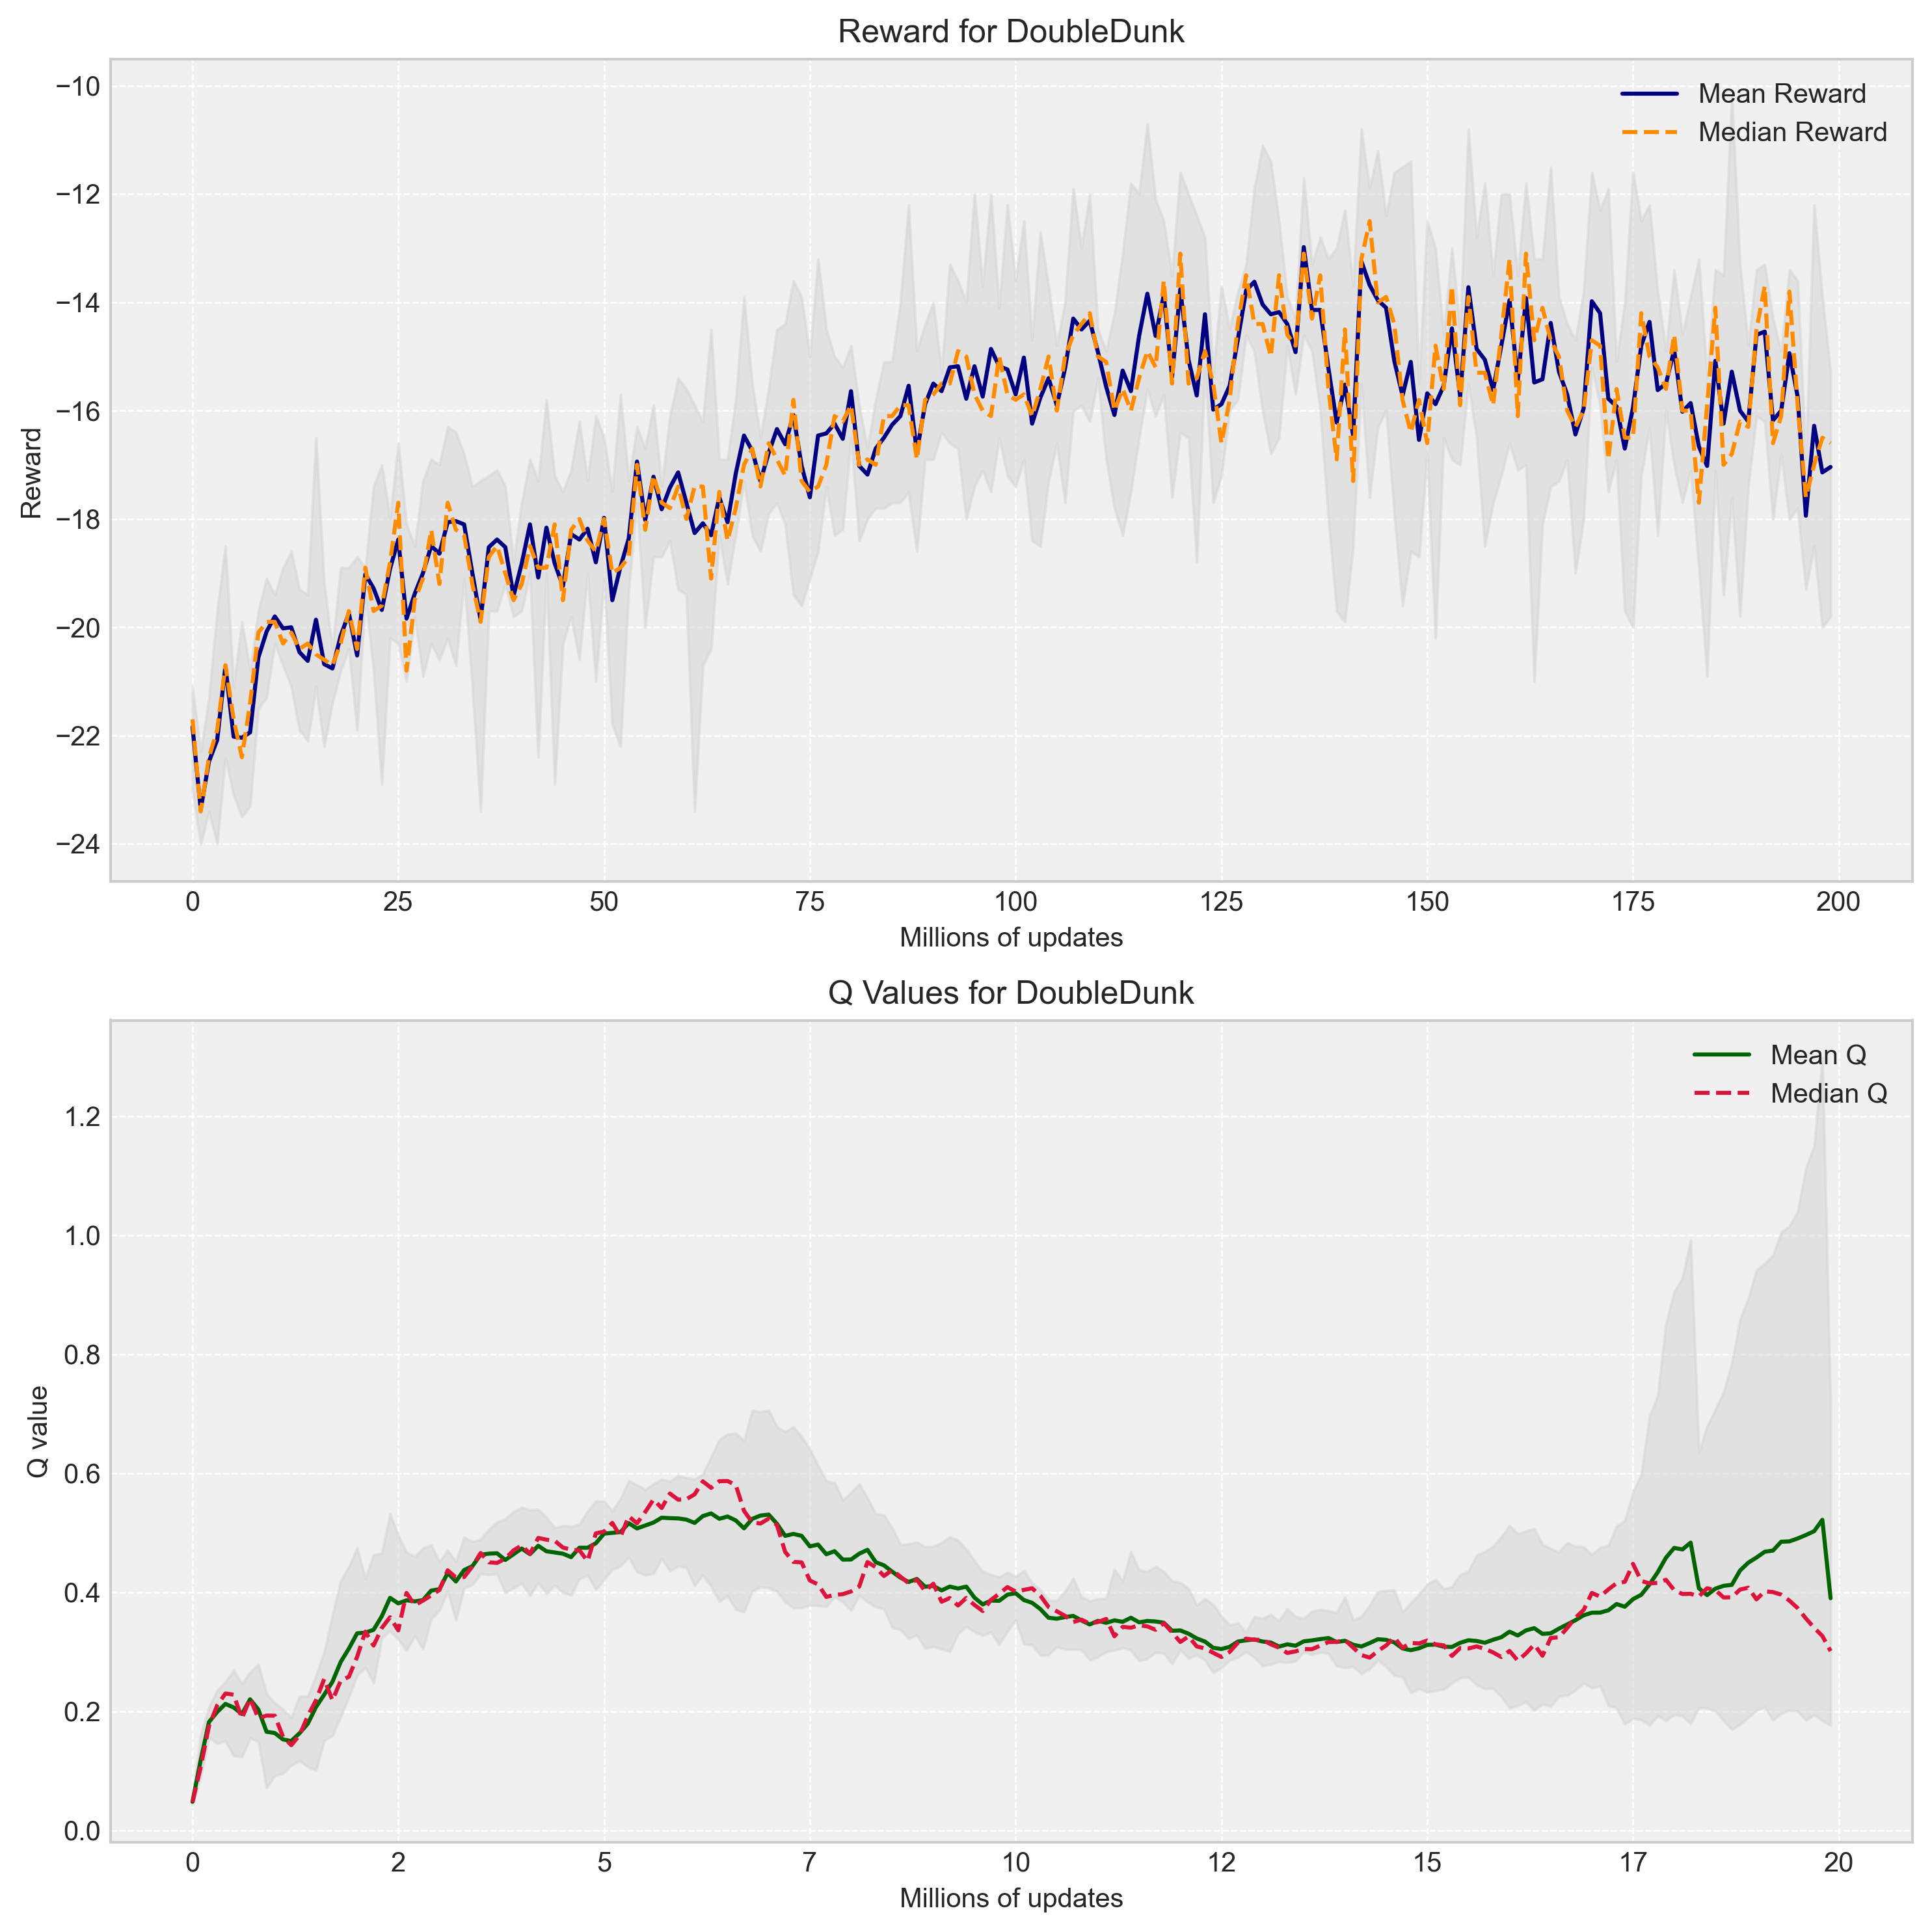 Reward for DoubleDunk
Mean Reward
Median Reward
−10
−12
−14
−16
−18
−20
−22
−24
Reward
0 25 50 75 100 125 150 175 200
Millions of updates
Q Values for DoubleDunk
Mean Q
Median Q
1.2
1.0
0.8
0.6
0.4
0.2
0.0
Q value
0 2 5 7 10 12 15 17 20
Millions of updates